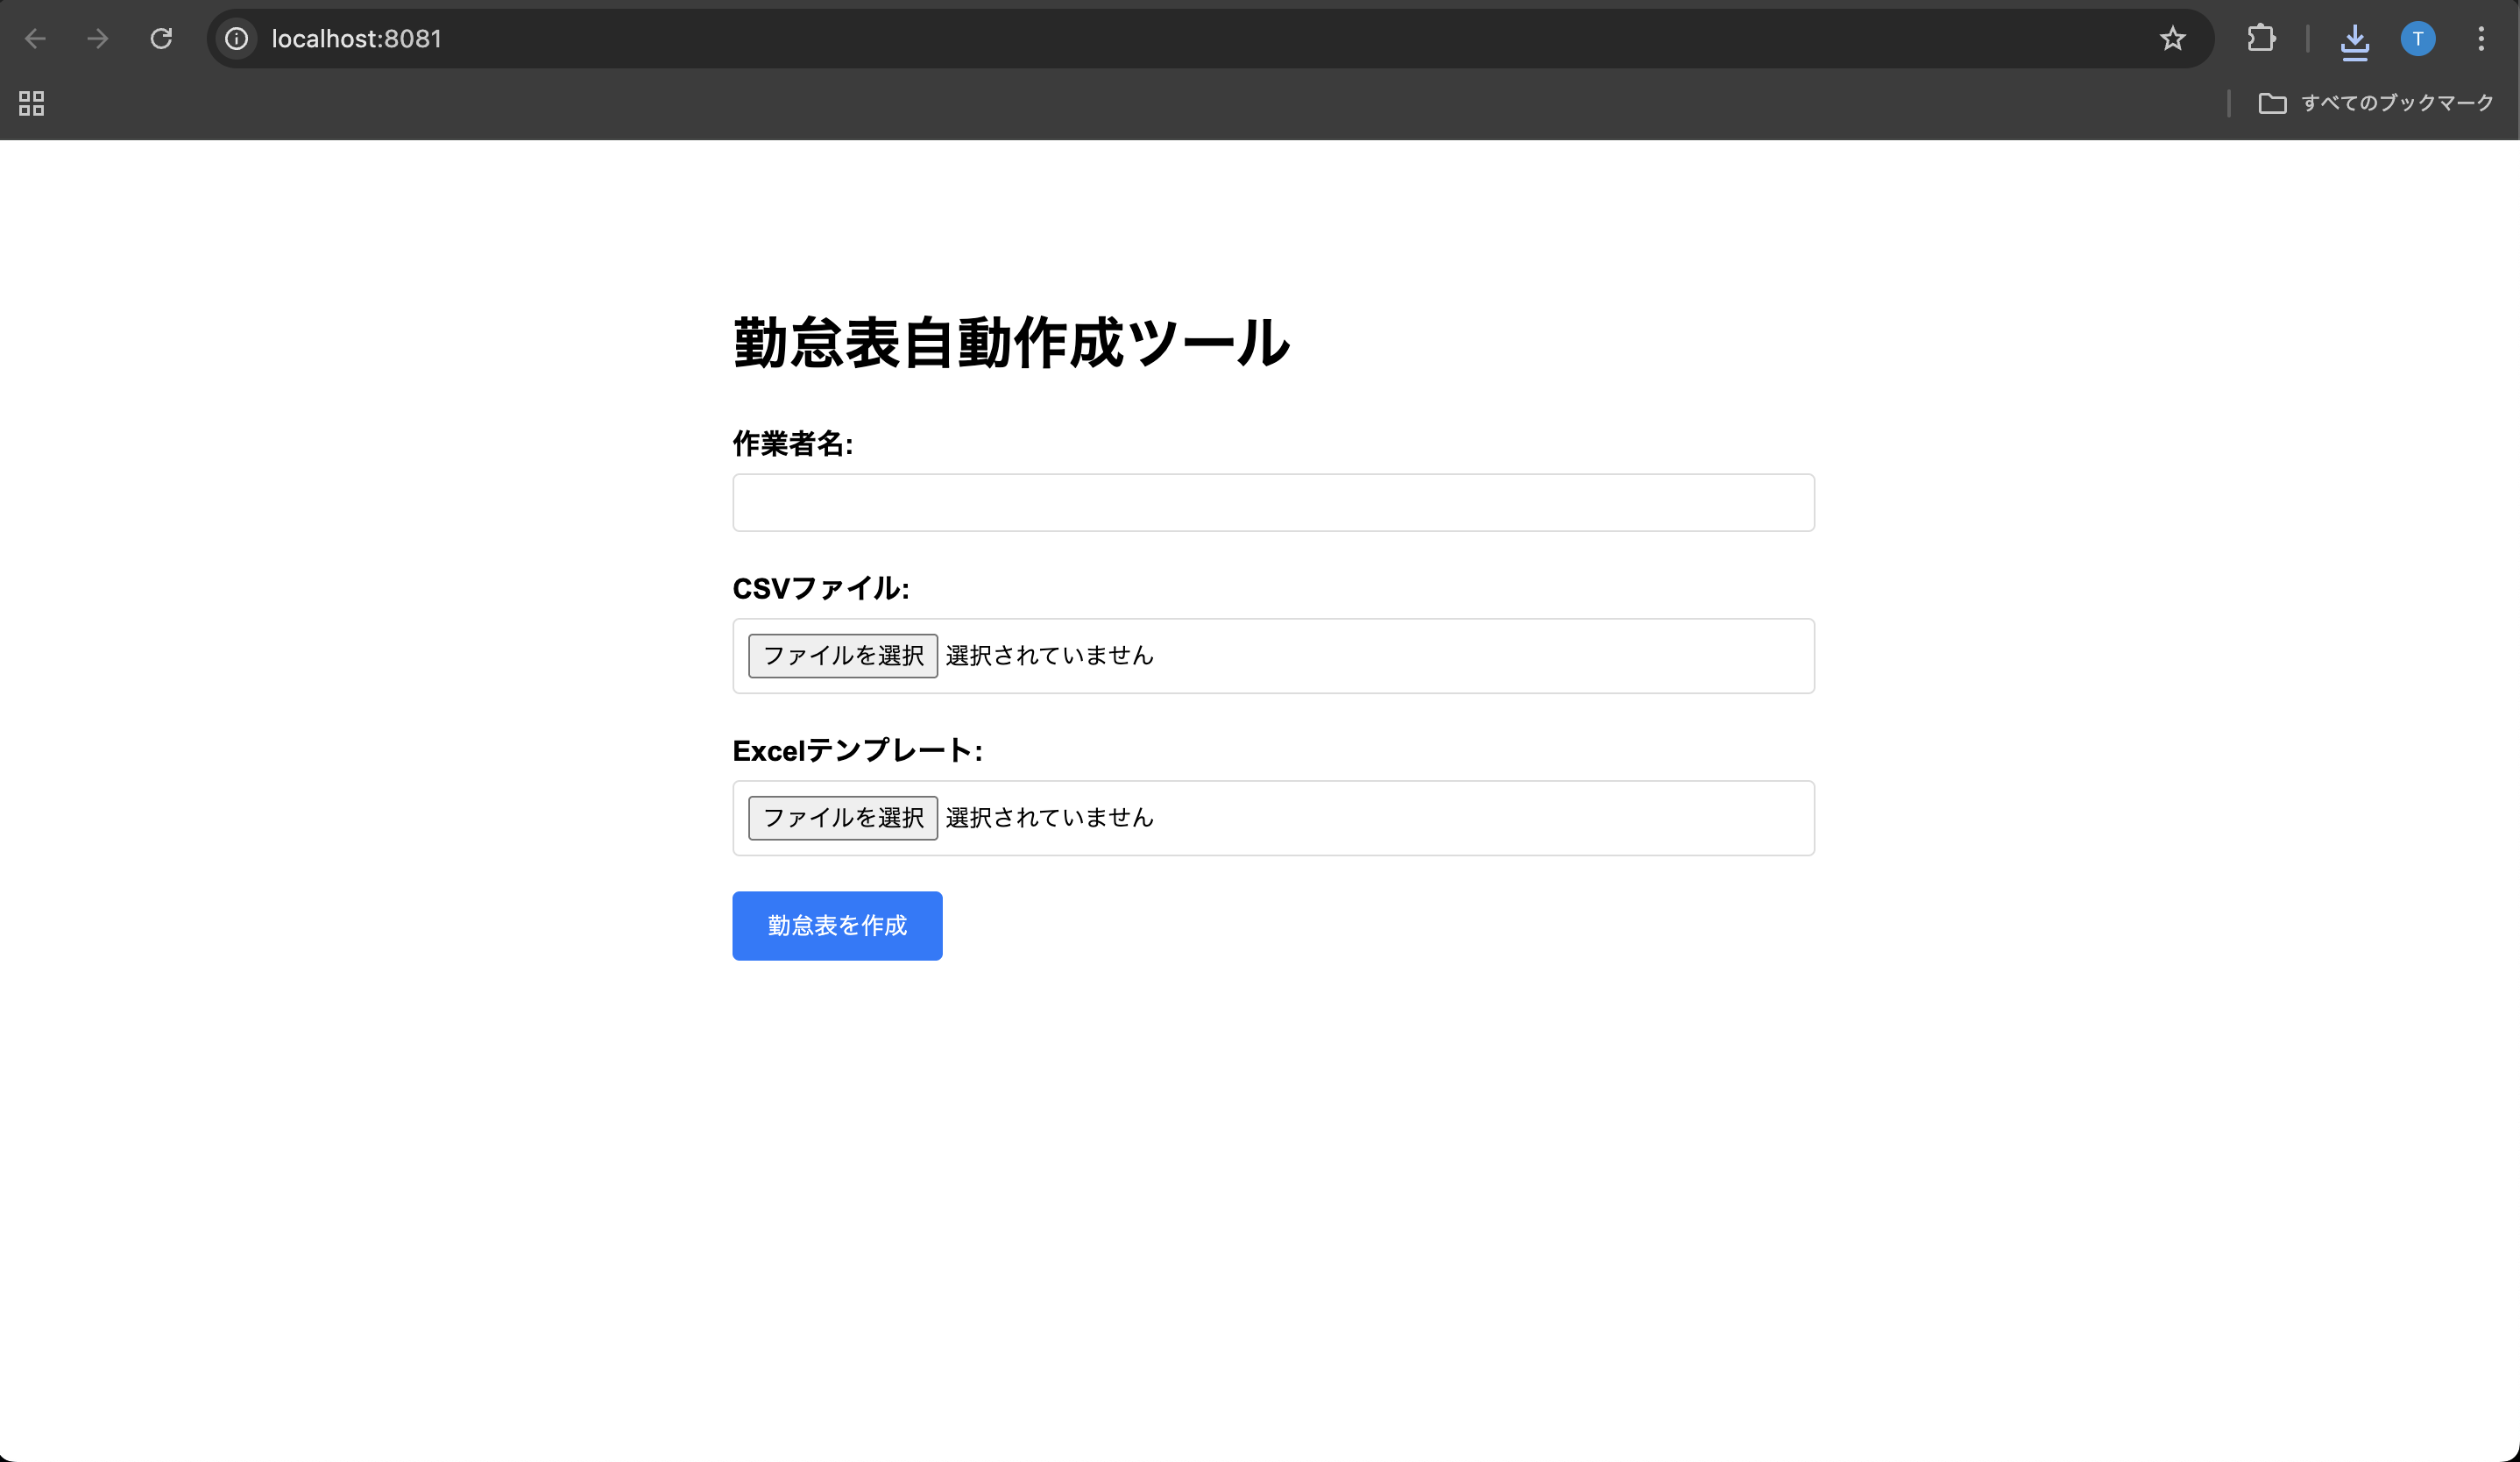 localhost:8081
T
すべてのブックマーク
勤怠表自動作成ツール
作業者名:
CSVファイル:
ファイルを選択 選択されていません
Excelテンプレート:
ファイルを選択 選択されていません
勤怠表を作成